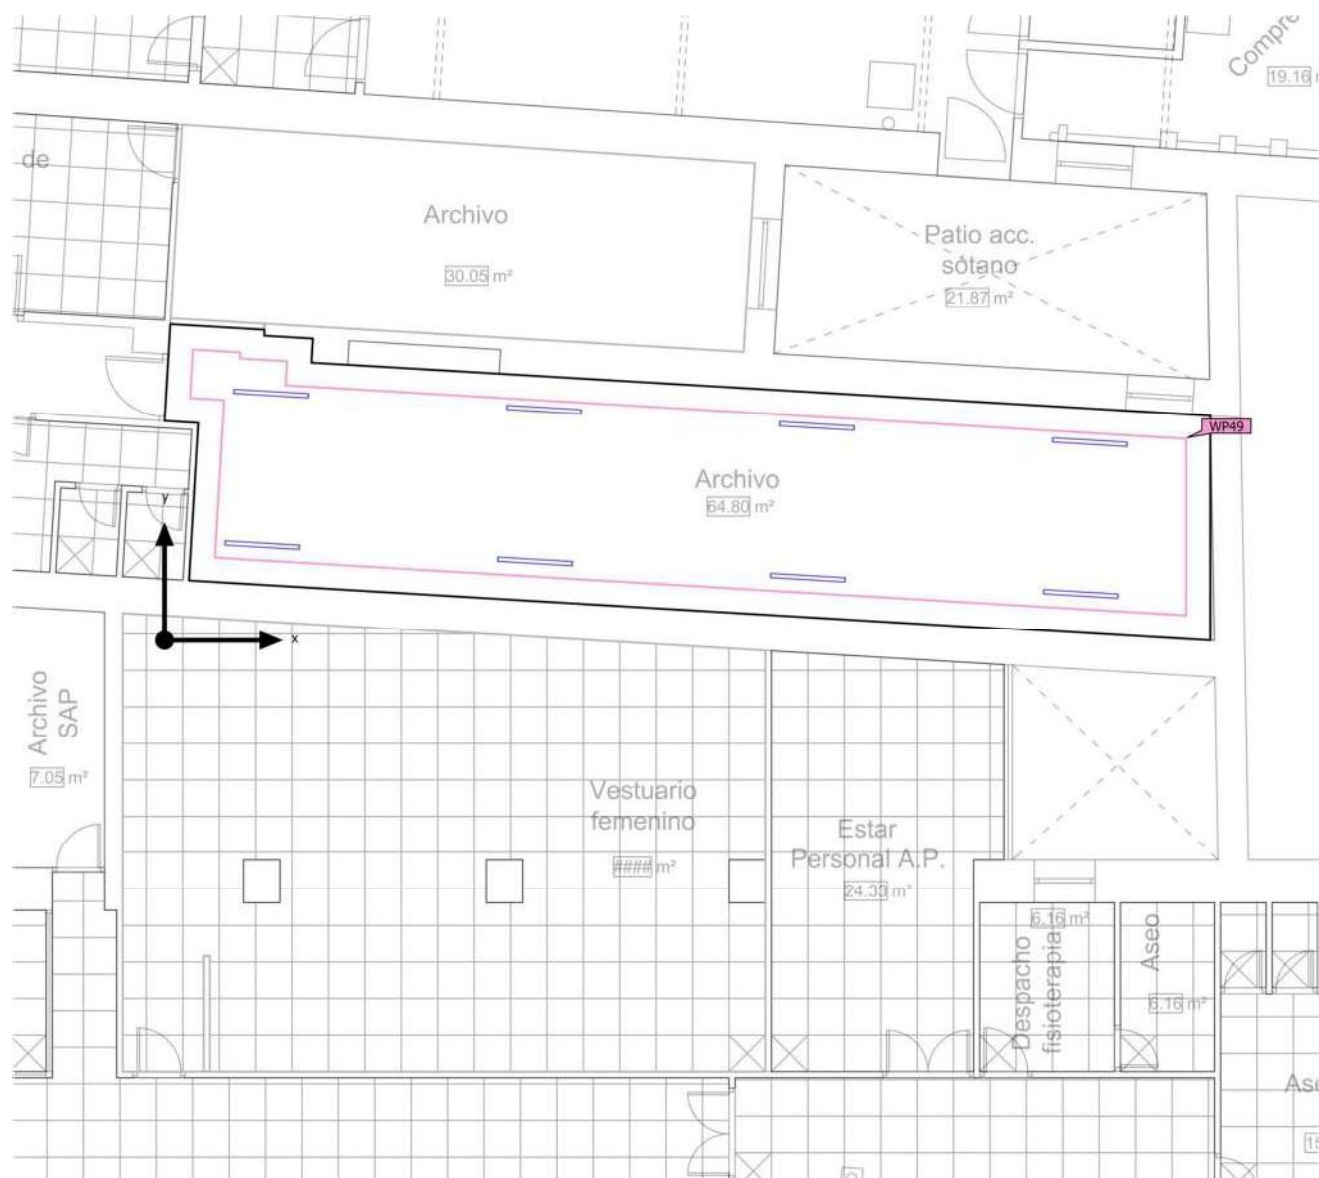 Compre
19.16
de
Archivo
30.05 m²
Patio acc.
sótano
21.87 m²
WP49
Archivo
64.80 m²
y
x
Archivo
SAP
7.05 m²
Vestuario
femenino
#### m²
Estar
Personal A.P.
24.33 m²
6.16 m²
Despacho
fisioterapia
Aseo
6.16 m²
Ase